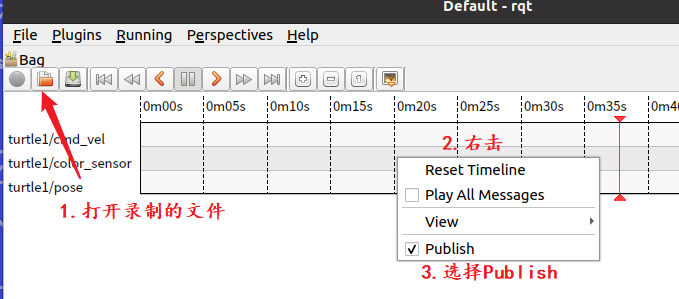 Default - rqt
File Plugins Running Perspectives Help
Bag
0m00s 0m05s 0m10s 0m15s 0m20s 0m25s 0m30s 0m35s 0m40
turtle1/cmd_vel
2.右击
turtle1/color_sensor
Reset Timeline
turtle1/pose
Play All Messages
1.打开录制的文件
View
Publish
3.选择Publish